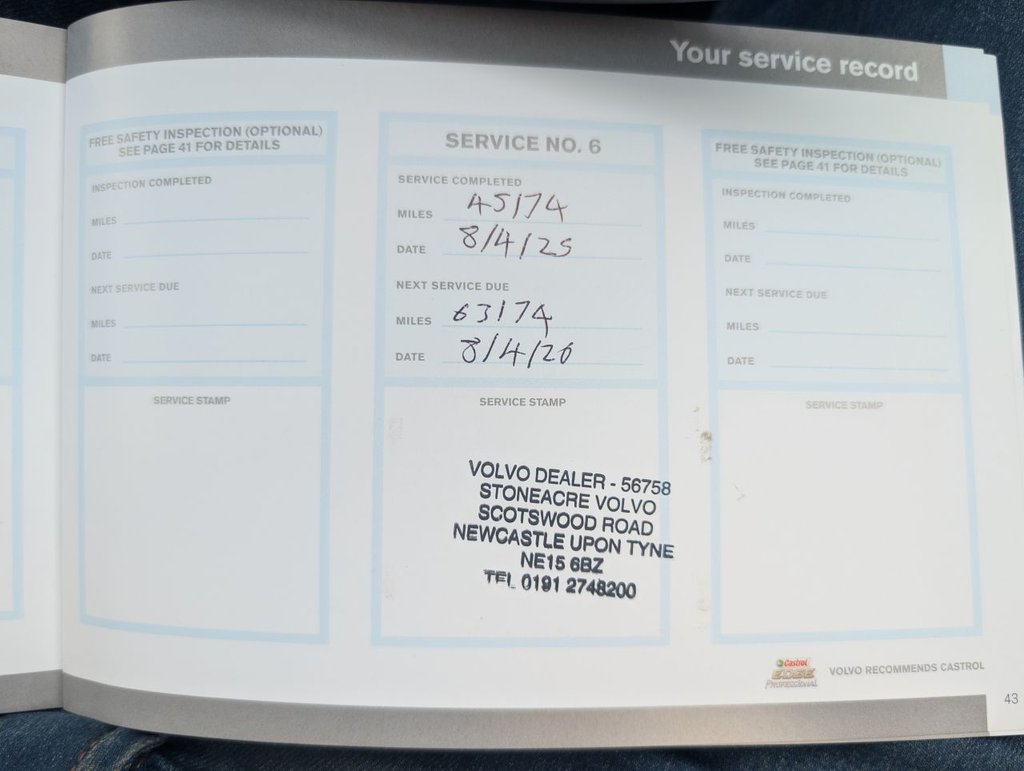 Your service record
FREE SAFETY INSPECTION (OPTIONAL)
SEE PAGE 41 FOR DETAILS
INSPECTION COMPLETED
MILES
DATE
NEXT SERVICE DUE
MILES
DATE
SERVICE STAMP
SERVICE NO. 6
SERVICE COMPLETED
MILES 45174
DATE 8/4/25
NEXT SERVICE DUE
MILES 63174
DATE 8/4/26
SERVICE STAMP
VOLVO DEALER - 56758
STONEACRE VOLVO
SCOTSWOOD ROAD
NEWCASTLE UPON TYNE
NE15 6BZ
TEL 0191 2748200
FREE SAFETY INSPECTION (OPTIONAL)
SEE PAGE 41 FOR DETAILS
INSPECTION COMPLETED
MILES
DATE
NEXT SERVICE DUE
MILES
DATE
SERVICE STAMP
Castrol
EDGE
Professional
VOLVO RECOMMENDS CASTROL
43